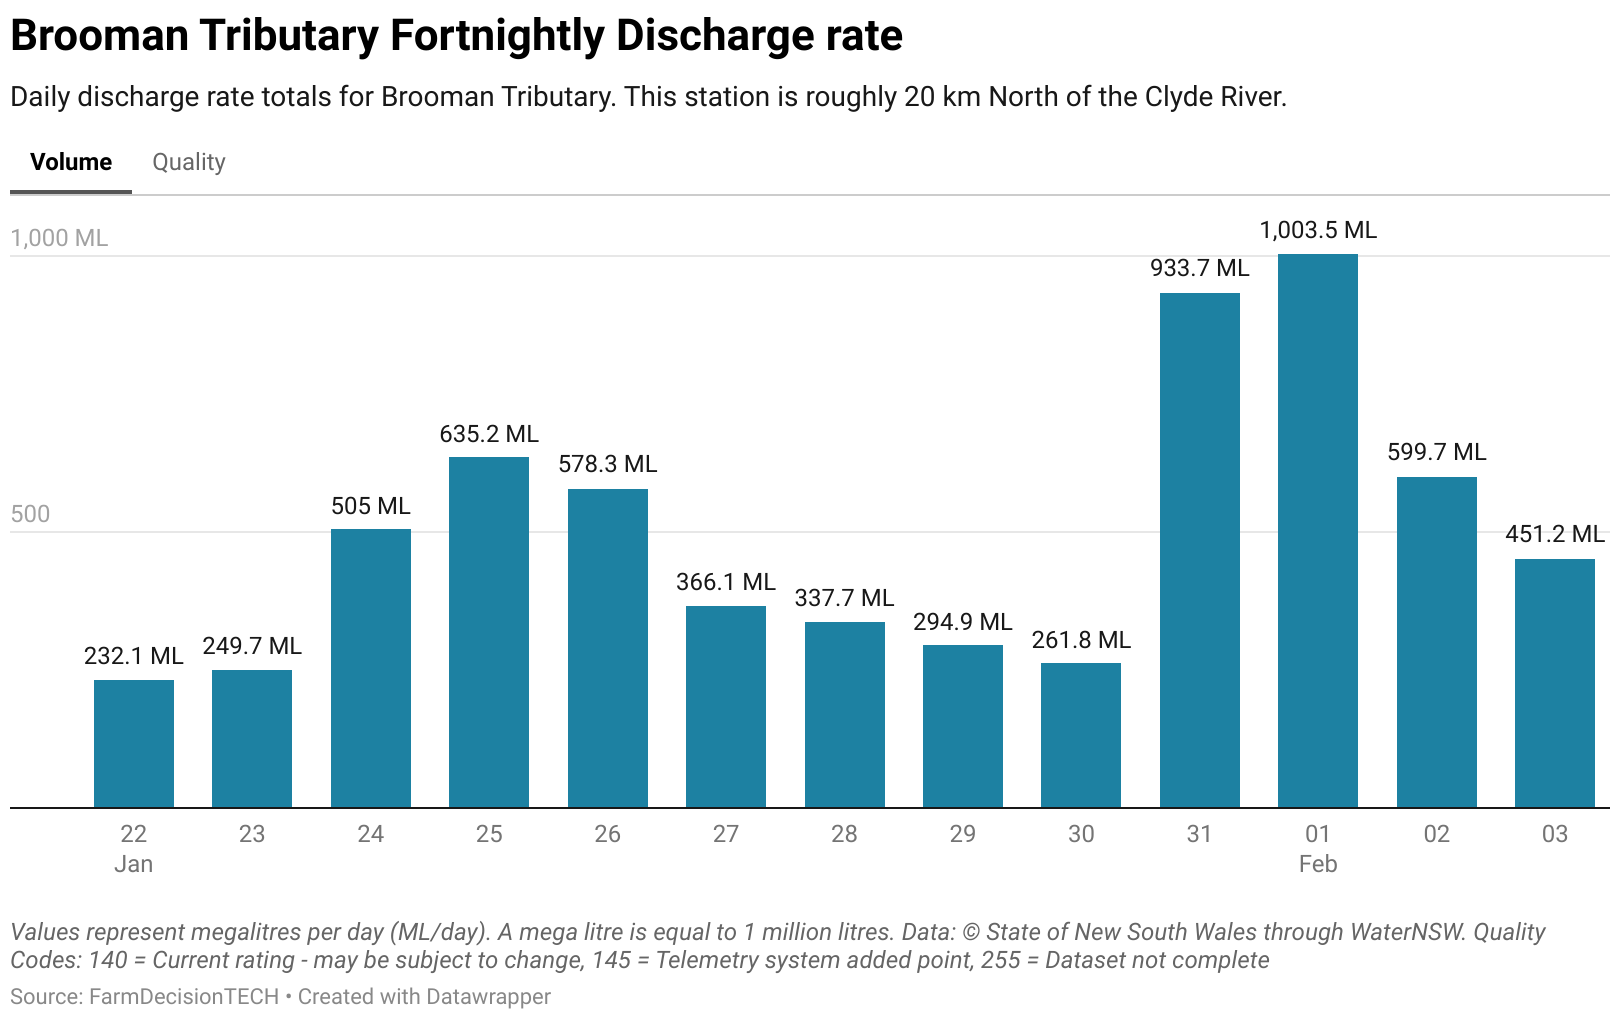 Brooman Tributary Fortnightly Discharge rate
Daily discharge rate totals for Brooman Tributary. This station is roughly 20 km North of the Clyde River.
Volume Quality
1,000 ML
500
232.1 ML
249.7 ML
505 ML
635.2 ML
578.3 ML
366.1 ML
337.7 ML
294.9 ML
261.8 ML
933.7 ML
1,003.5 ML
599.7 ML
451.2 ML
22 23 24 25 26 27 28 29 30 31 01 02 03
Jan Feb
Values represent megalitres per day (ML/day). A mega litre is equal to 1 million litres. Data: © State of New South Wales through WaterNSW. Quality
Codes: 140 = Current rating - may be subject to change, 145 = Telemetry system added point, 255 = Dataset not complete
Source: FarmDecisionTECH • Created with Datawrapper